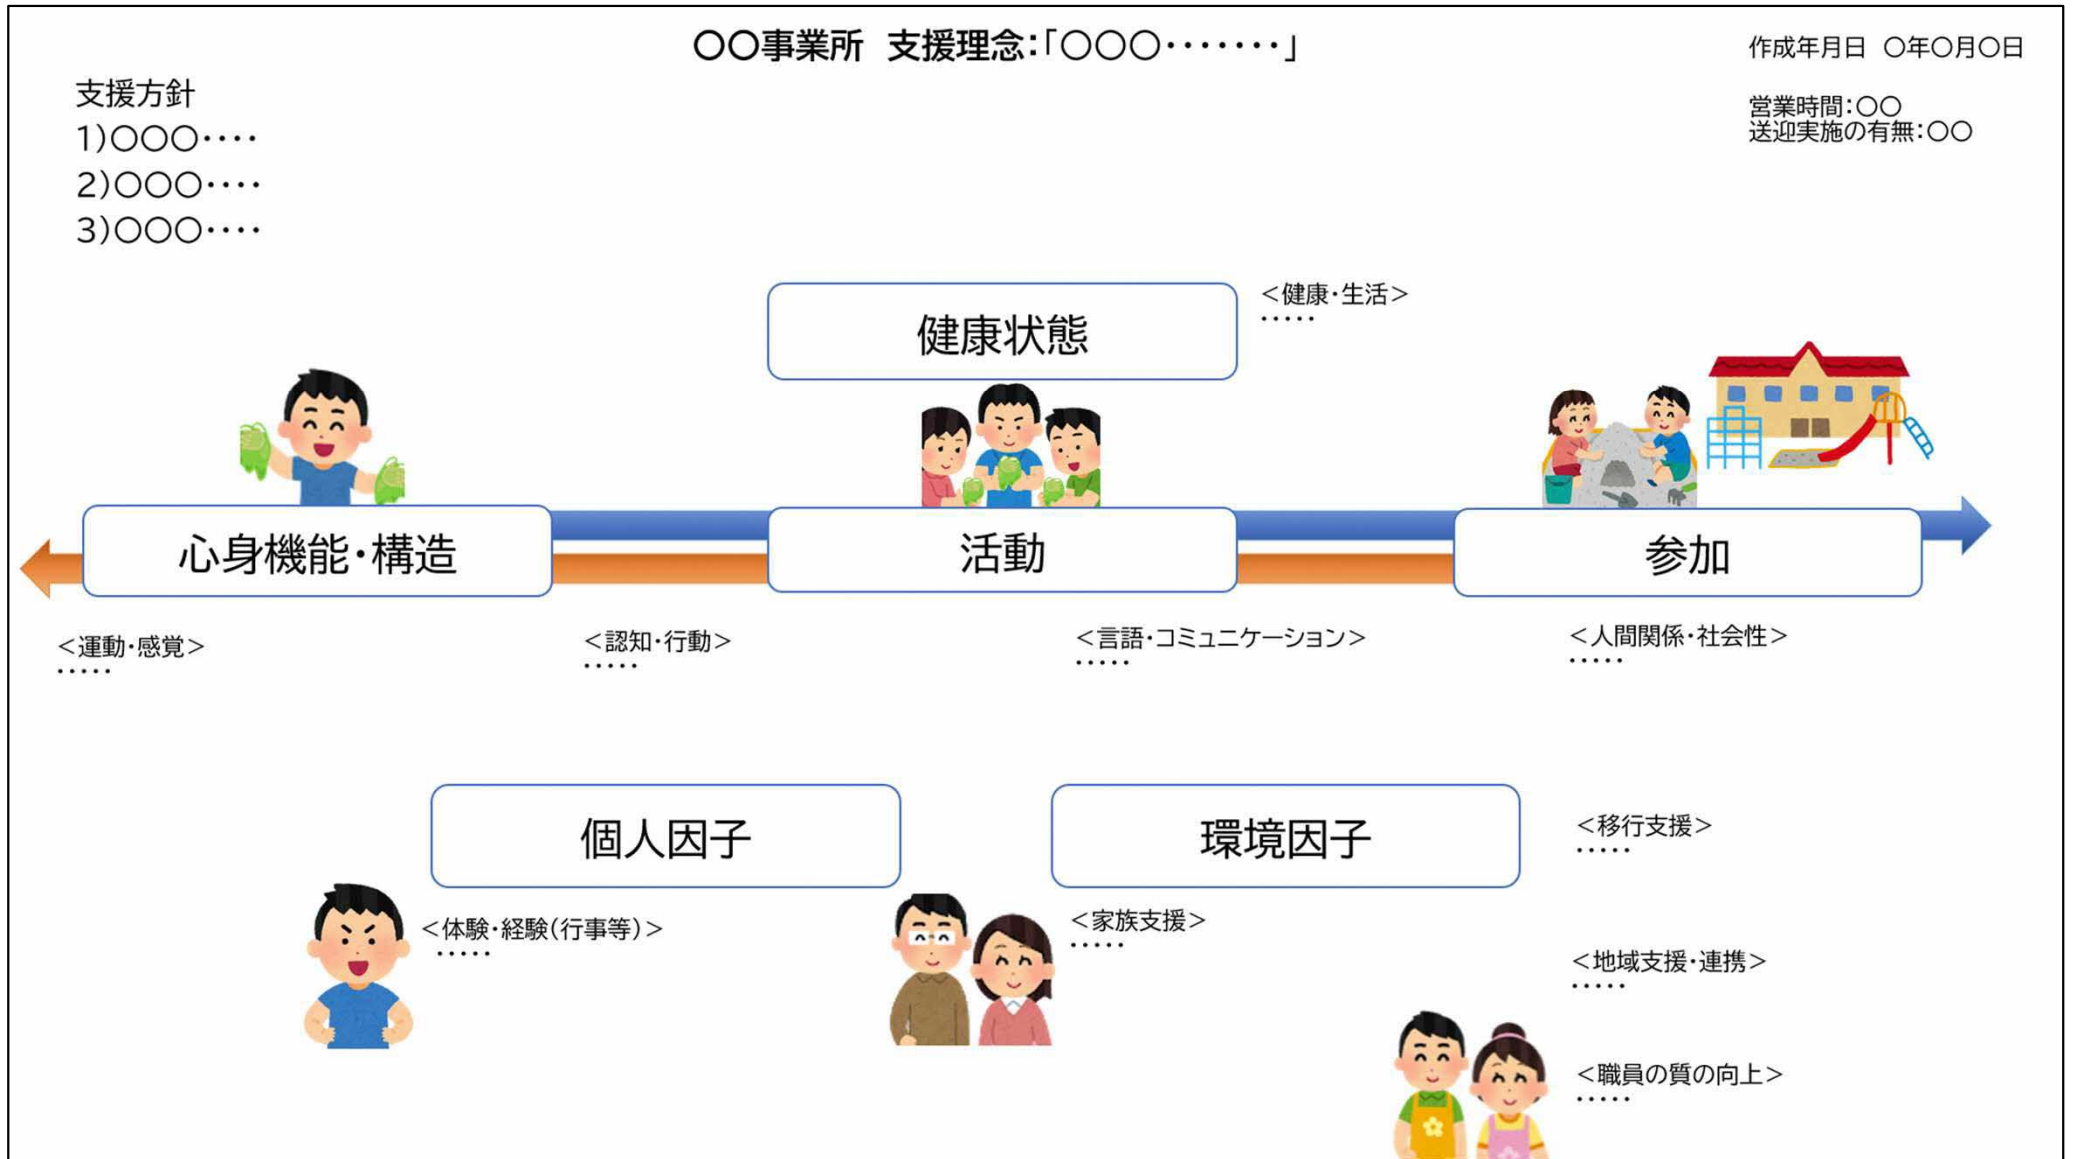 〇〇事業所　支援理念：「〇〇〇・・・・・・・」
作成年月日　〇年〇月〇日
営業時間：〇〇
送迎実施の有無：〇〇
支援方針
1)〇〇〇・・・・
2)〇〇〇・・・・
3)〇〇〇・・・・
健康状態
＜健康・生活＞
・・・・・
心身機能・構造
活動
参加
＜運動・感覚＞
・・・・・
＜認知・行動＞
・・・・・
＜言語・コミュニケーション＞
・・・・・
＜人間関係・社会性＞
・・・・・
個人因子
環境因子
＜体験・経験（行事等）＞
・・・・・
＜家族支援＞
・・・・・
＜移行支援＞
・・・・・
＜地域支援・連携＞
・・・・・
＜職員の質の向上＞
・・・・・